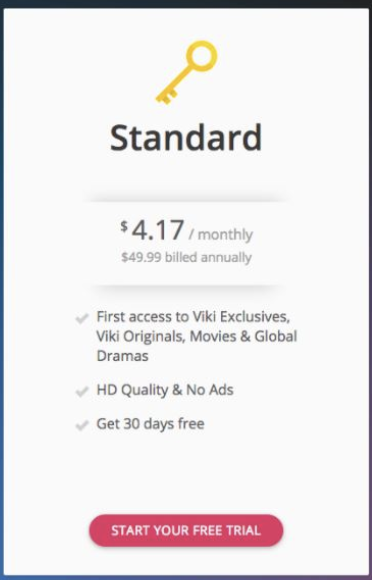 Standard
$4.17 / monthly
$49.99 billed annually
First access to Viki Exclusives,
Viki Originals, Movies & Global
Dramas
HD Quality & No Ads
Get 30 days free
START YOUR FREE TRIAL